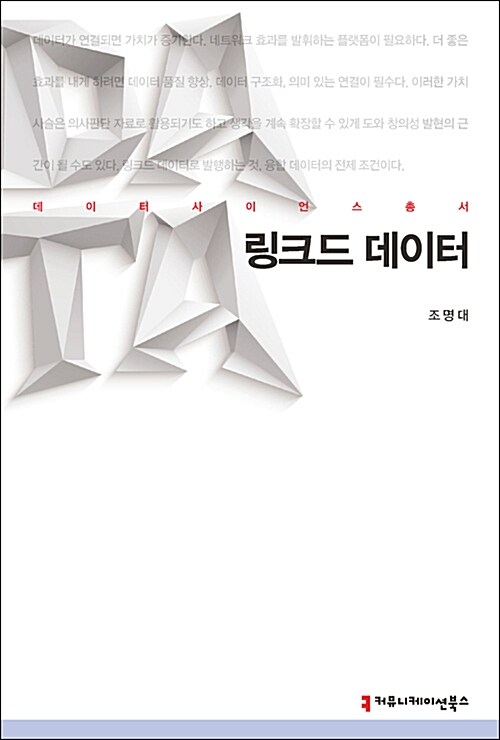 데이터가 연결되면 가치가 증가한다. 네트워크 효과를 발휘하는 플랫폼이 필요하다. 더 좋은
효과를 내게 하려면 데이터 품질 향상, 데이터 구조화, 의미 있는 연결이 필수다. 이러한 가치
사슬은 의사판단 자료로 활용되기도 하고 생각을 계속 확장할 수 있게 도와 창의성 발현의 근
간이 될 수도 있다. 링크드 데이터로 발행하는 것, 융합 데이터의 전제 조건이다.
DA
데이터사이언스총서
TA
링크드 데이터
조명대
커뮤니케이션북스